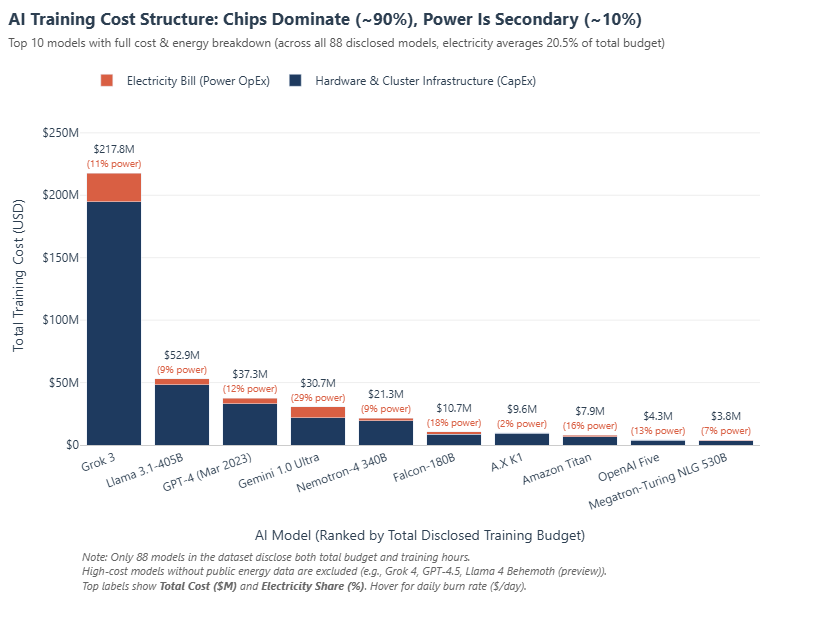 AI Training Cost Structure: Chips Dominate (~90%), Power Is Secondary (~10%)
Top 10 models with full cost & energy breakdown (across all 88 disclosed models, electricity averages 20.5% of total budget)
Electricity Bill (Power OpEx)
Hardware & Cluster Infrastructure (CapEx)
Total Training Cost (USD)
$250M
$200M
$150M
$100M
$50M
$0
$217.8M
(11% power)
$52.9M
(9% power)
$37.3M
(12% power)
$30.7M
(29% power)
$21.3M
(9% power)
$10.7M
(18% power)
$9.6M
(2% power)
$7.9M
(16% power)
$4.3M
(13% power)
$3.8M
(7% power)
Grok 3
Llama 3.1-405B
GPT-4 (Mar 2023)
Gemini 1.0 Ultra
Nemotron-4 340B
Falcon-180B
A.X K1
Amazon Titan
OpenAI Five
Megatron-Turing NLG 530B
AI Model (Ranked by Total Disclosed Training Budget)
Note: Only 88 models in the dataset disclose both total budget and training hours.
High-cost models without public energy data are excluded (e.g., Grok 4, GPT-4.5, Llama 4 Behemoth (preview)).
Top labels show Total Cost ($M) and Electricity Share (%). Hover for daily burn rate ($/day).